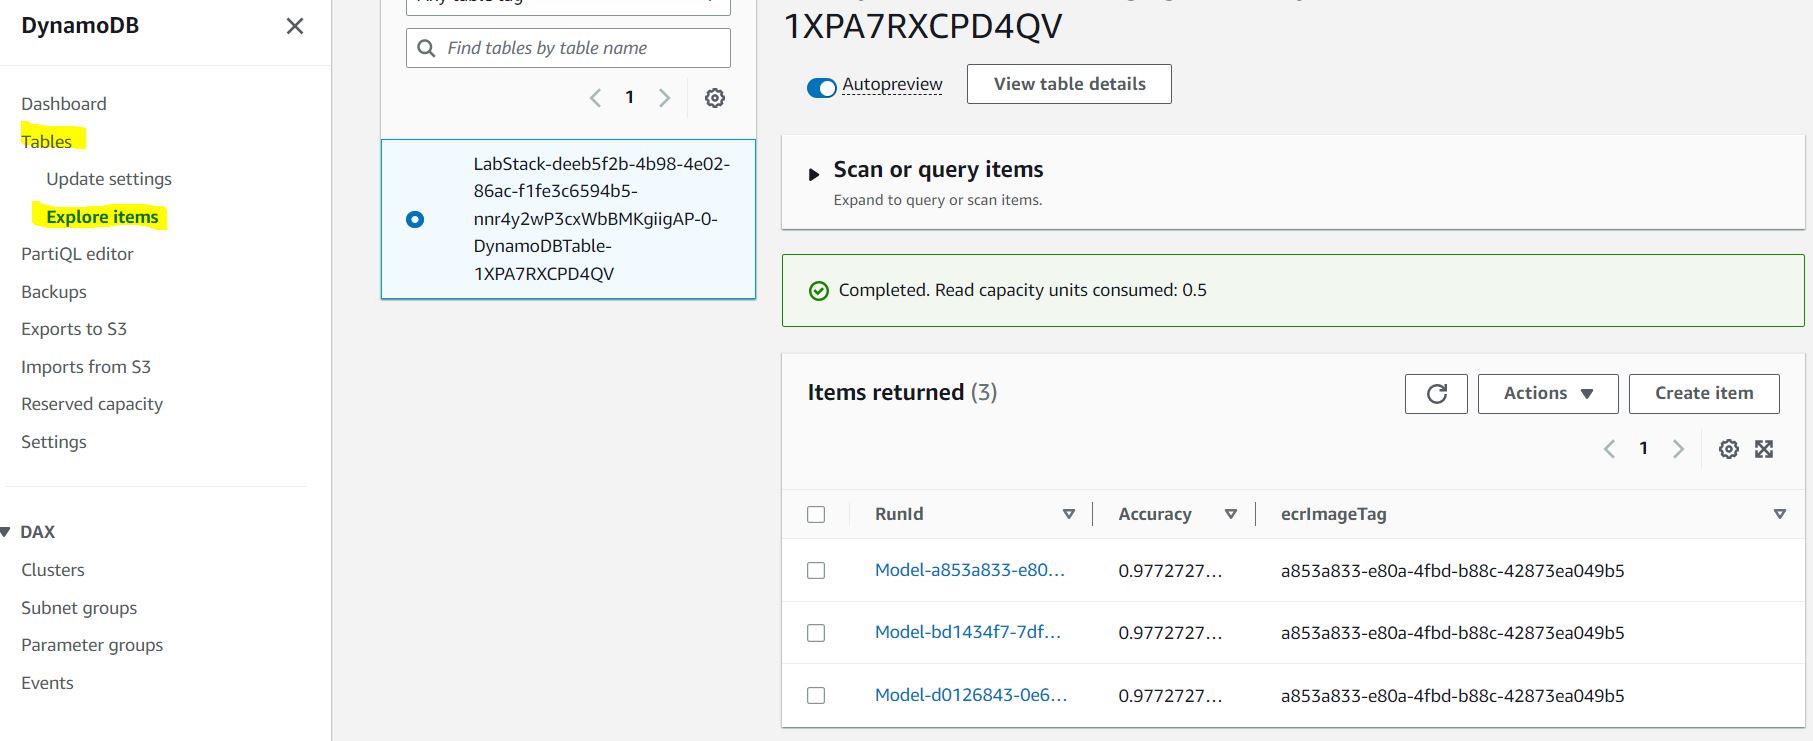 DynamoDB
Dashboard
Tables
Update settings
Explore items
PartiQL editor
Backups
Exports to S3
Imports from S3
Reserved capacity
Settings
DAX
Clusters
Subnet groups
Parameter groups
Events
Any table tag
Find tables by table name
1
LabStack-deeb5f2b-4b98-4e02-
86ac-f1fe3c6594b5-
nnr4y2wP3cxWbBMKgiigAP-0-
DynamoDBTable-
1XPA7RXCPD4QV
1XPA7RXCPD4QV
Autopreview
View table details
Scan or query items
Expand to query or scan items.
Completed. Read capacity units consumed: 0.5
Items returned (3)
Actions
Create item
1
RunId Accuracy ecrImageTag
Model-a853a833-e80... 0.9772727... a853a833-e80a-4fbd-b88c-42873ea049b5
Model-bd1434f7-7df... 0.9772727... a853a833-e80a-4fbd-b88c-42873ea049b5
Model-d0126843-0e6... 0.9772727... a853a833-e80a-4fbd-b88c-42873ea049b5